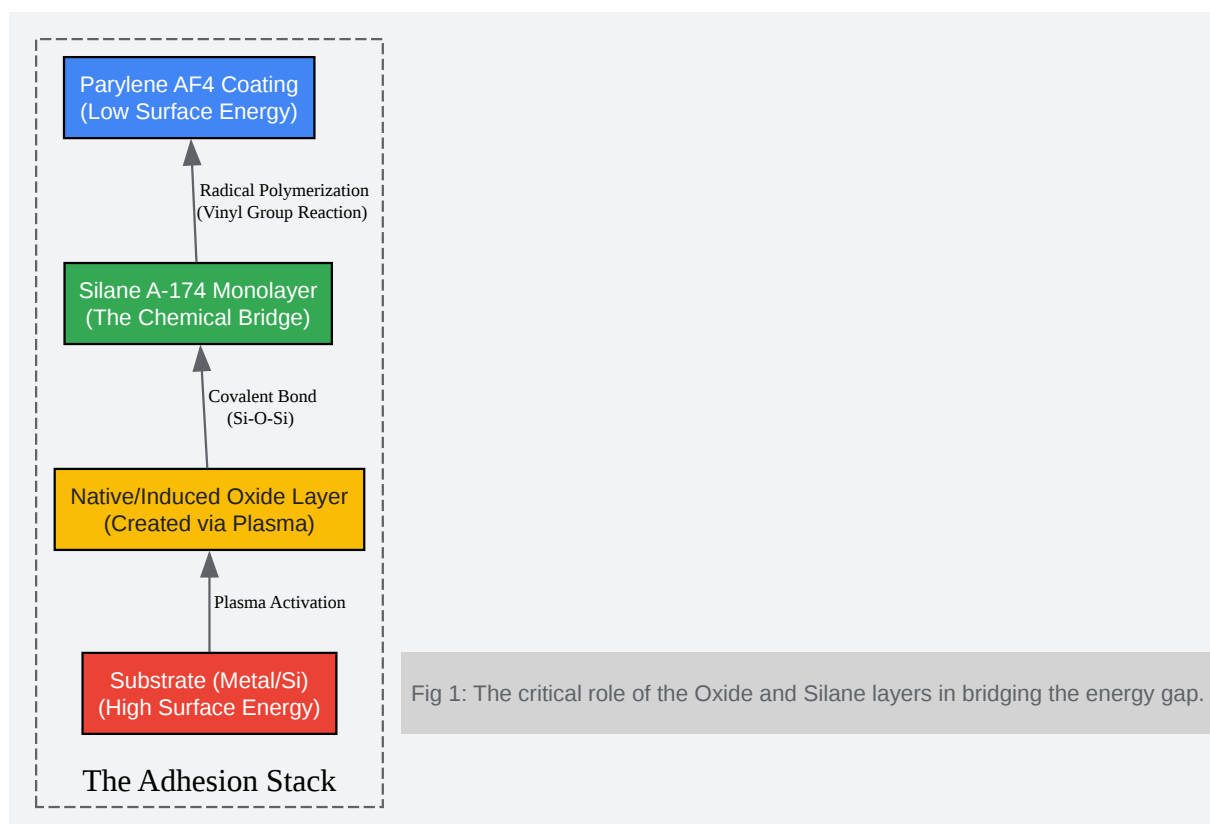 Parylene AF4 Coating
(Low Surface Energy)
Radical Polymerization
(Vinyl Group Reaction)
Silane A-174 Monolayer
(The Chemical Bridge)
Covalent Bond
(Si-O-Si)
Native/Induced Oxide Layer
(Created via Plasma)
Plasma Activation
Substrate (Metal/Si)
(High Surface Energy)
Fig 1: The critical role of the Oxide and Silane layers in bridging the energy gap.
The Adhesion Stack